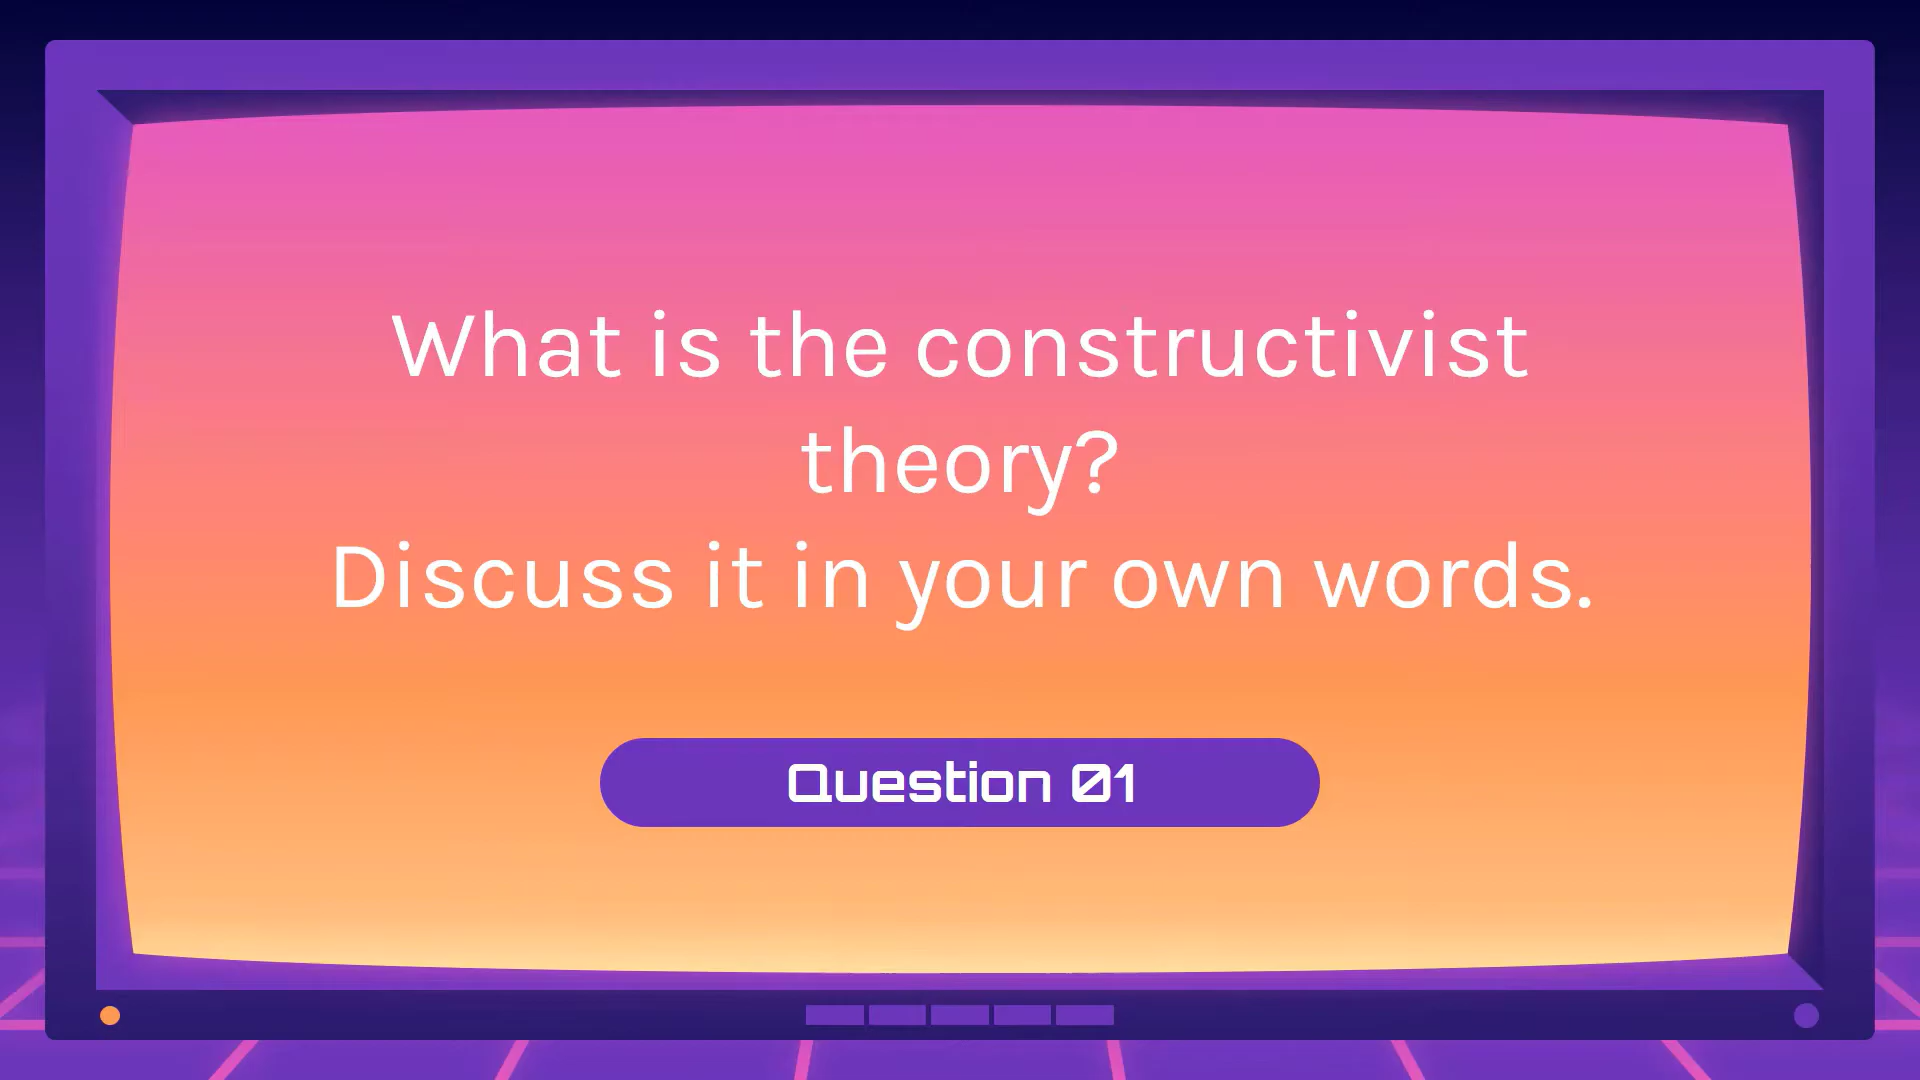 What is the constructivist
theory?
Discuss it in your own words.
Question 01